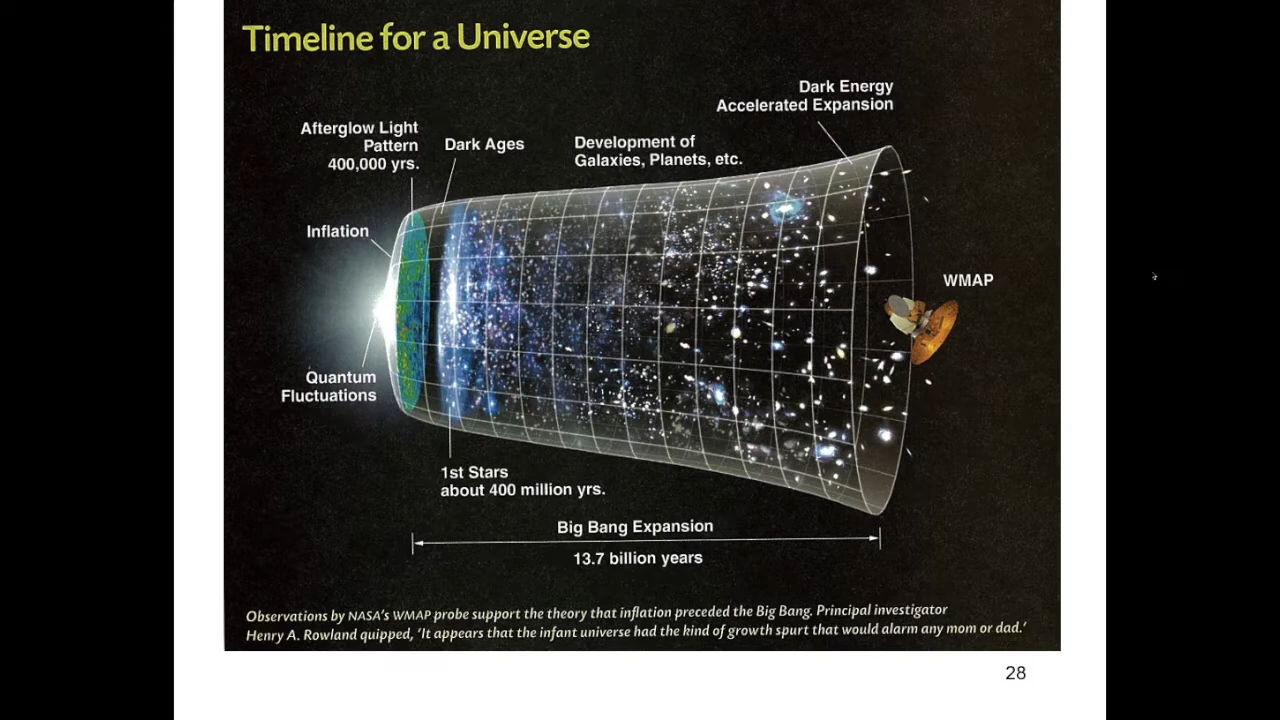 Timeline for a Universe
Dark Energy
Accelerated Expansion
Afterglow Light
Pattern
400,000 yrs.
Dark Ages
Development of
Galaxies, Planets, etc.
Inflation
WMAP
Quantum
Fluctuations
1st Stars
about 400 million yrs.
Big Bang Expansion
13.7 billion years
Observations by NASA's WMAP probe support the theory that inflation preceded the Big Bang. Principal investigator
Henry A. Rowland quipped, 'It appears that the infant universe had the kind of growth spurt that would alarm any mom or dad.'
28